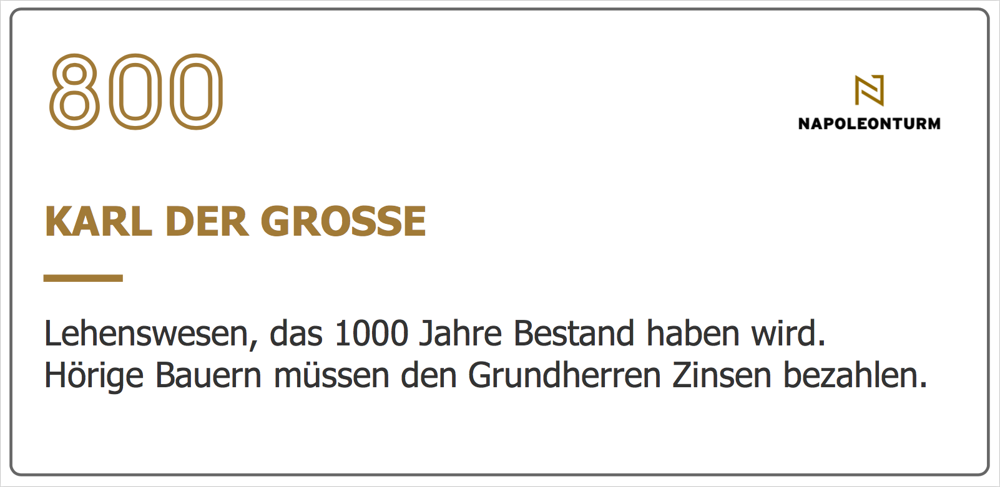 800
NAPOLEONTURM
KARL DER GROSSE
Lehenswesen, das 1000 Jahre Bestand haben wird.
Hörige Bauern müssen den Grundherren Zinsen bezahlen.